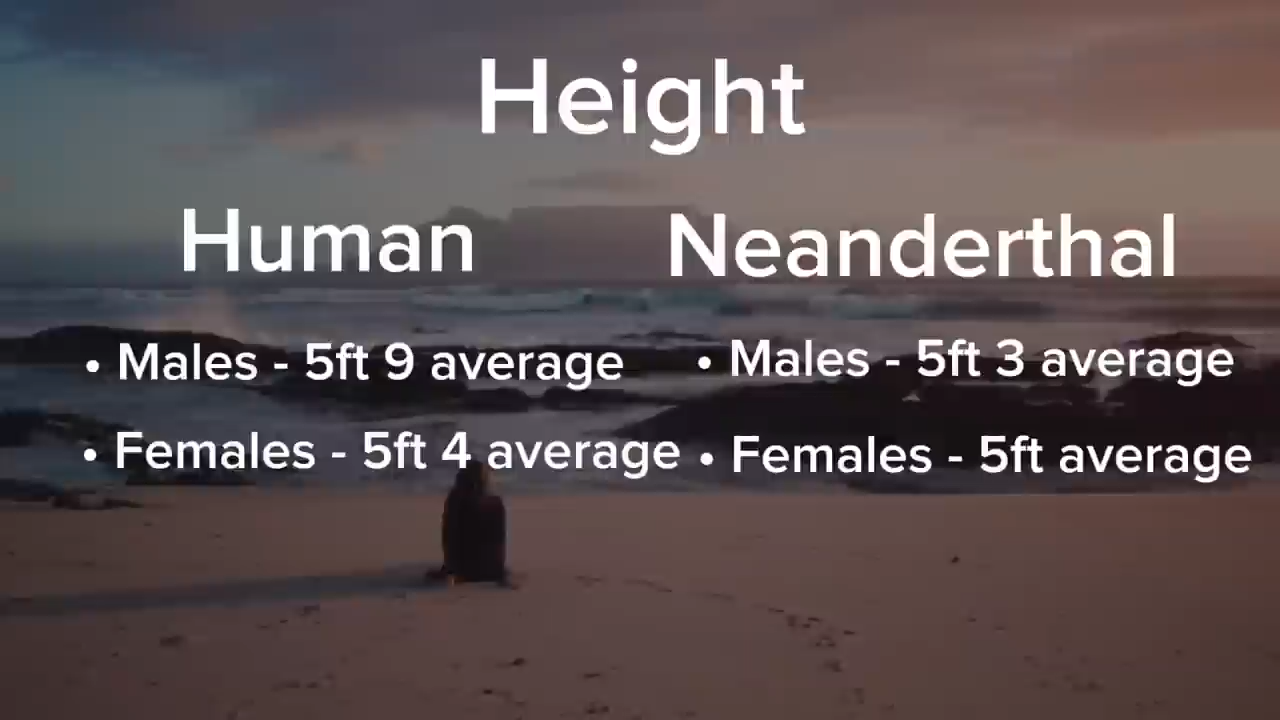 Height
Human
Neanderthal
• Males - 5ft 9 average
• Males - 5ft 3 average
• Females - 5ft 4 average
• Females - 5ft average